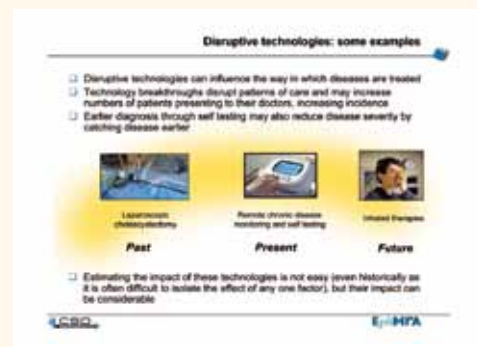 Disruptive technologies: some examples
Disruptive technologies can influence the way in which diseases are treated
Technology breakthroughs disrupt patterns of care and may increase
numbers of patients presenting to their doctors, increasing incidence
Earlier diagnosis through self testing may also reduce disease severity by
catching disease earlier
Laparoscopic
cholecystectomy
Remote chronic disease
monitoring and self testing
Inhaled therapies
Past
Present
Future
Estimating the impact of these technologies is not easy (even historically as
it is often difficult to isolate the effect of any one factor), but their impact can
be considerable